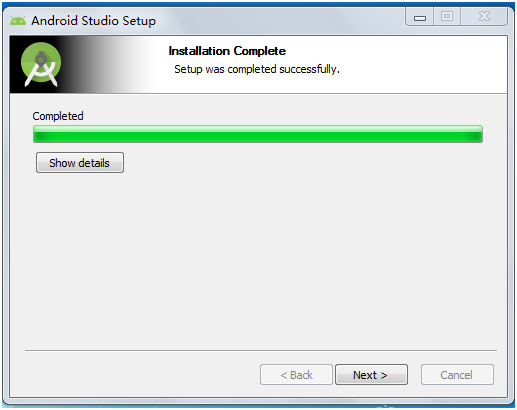 Android Studio Setup
Installation Complete
Setup was completed successfully.
Completed
Show details
< Back
Next >
Cancel